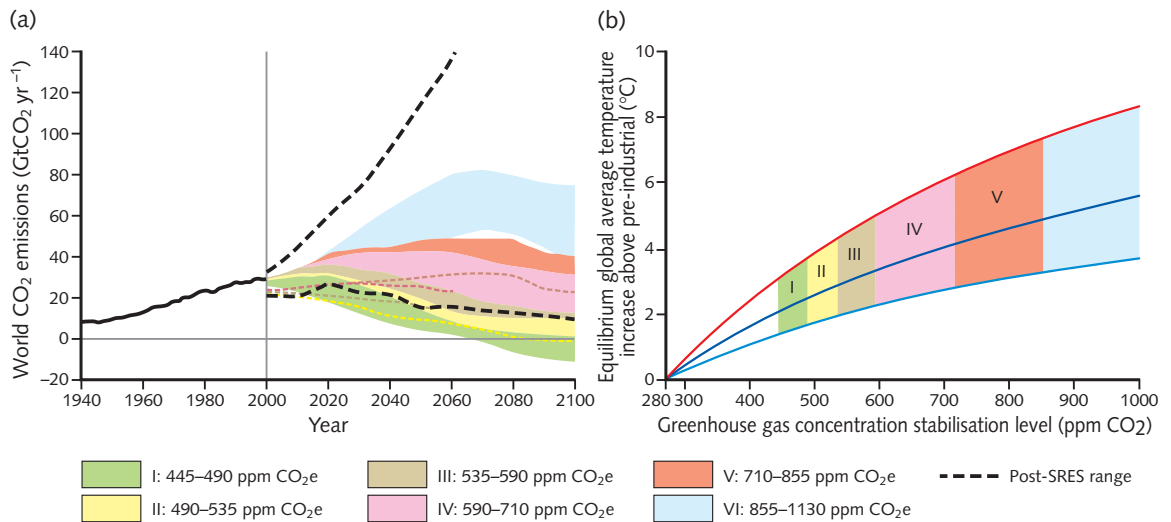 (a)
World CO₂ emissions (GtCO₂ yr⁻¹)
140
120
100
80
60
40
20
0
–20
1940 1960 1980 2000 2020 2040 2060 2080 2100
Year
(b)
Equilibrium global average temperature
increase above pre-industrial (°C)
10
8
6
4
2
0
I
II
III
IV
V
280 300 400 500 600 700 800 900 1000
Greenhouse gas concentration stabilisation level (ppm CO₂)
I: 445–490 ppm CO₂e
III: 535–590 ppm CO₂e
V: 710–855 ppm CO₂e
Post-SRES range
II: 490–535 ppm CO₂e
IV: 590–710 ppm CO₂e
VI: 855–1130 ppm CO₂e